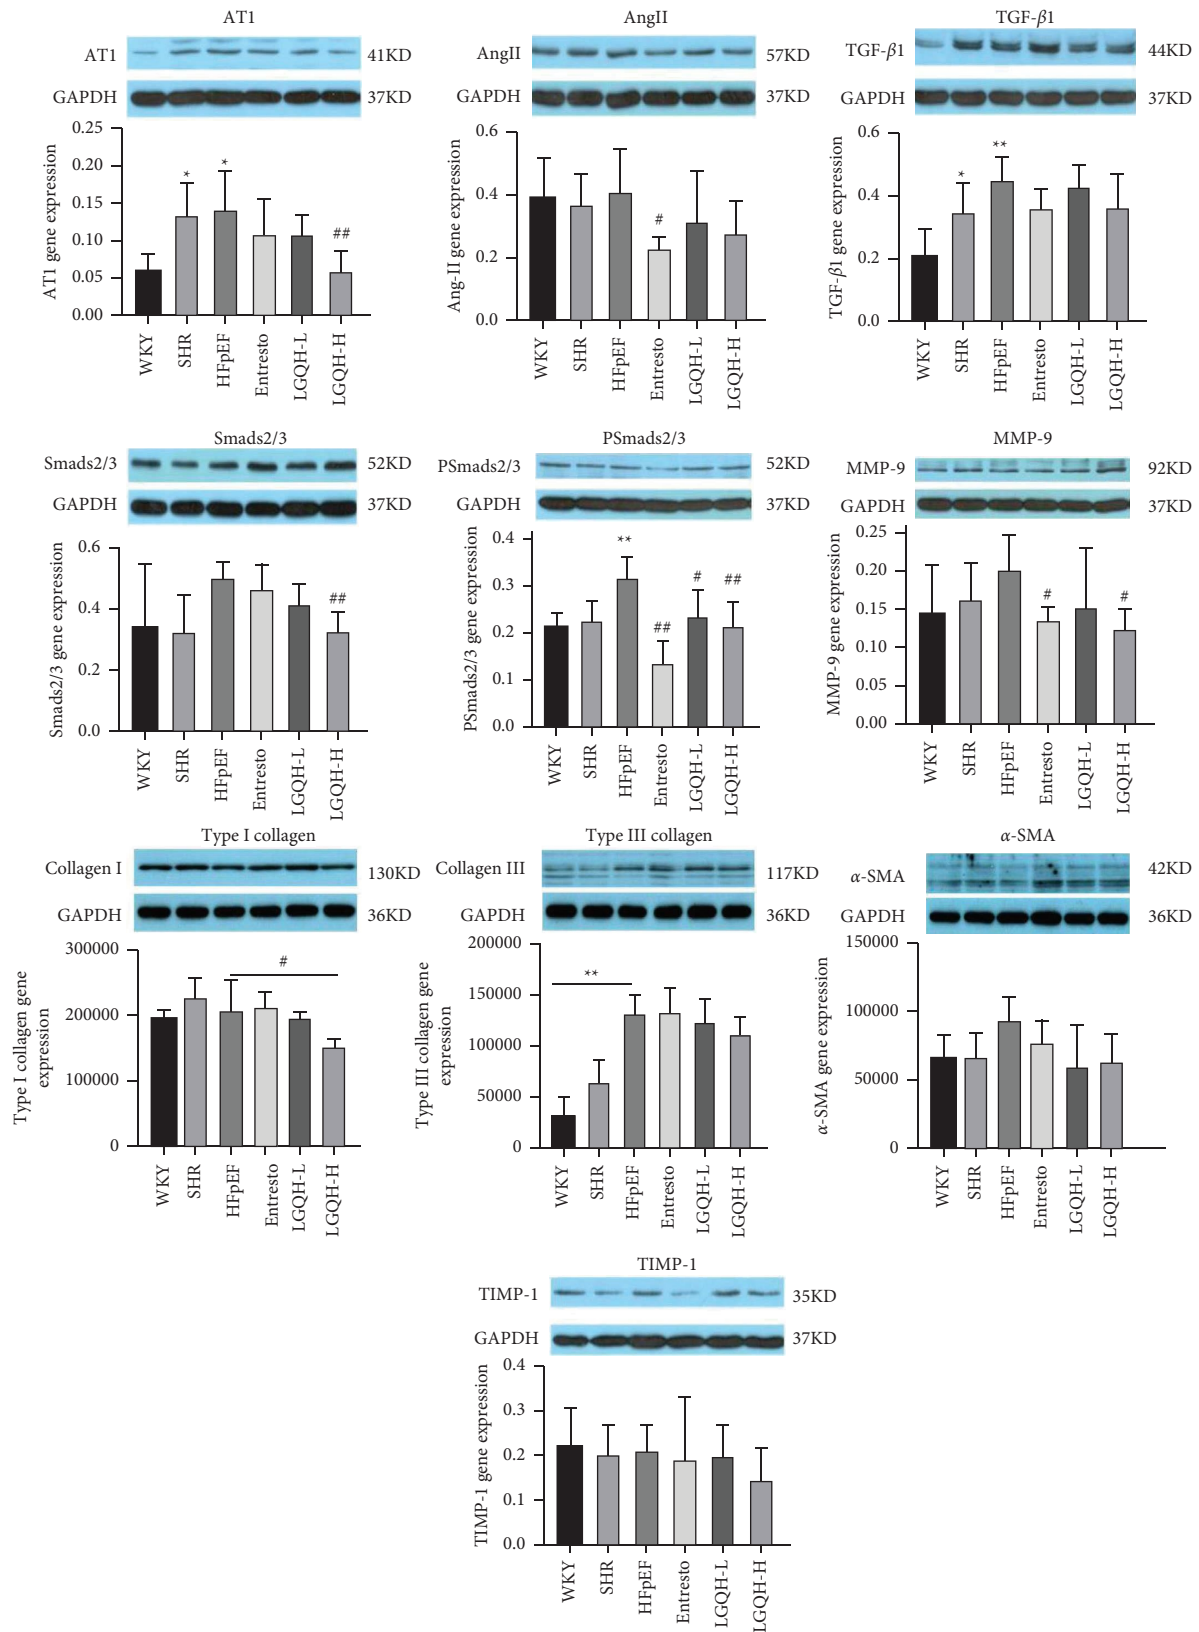 AT1
AT1 41KD
GAPDH 37KD
AT1 gene expression
0.25
0.20
0.15
0.10
0.05
0.00
* * ##
WKY SHR HFpEF Entresto LGQH-L LGQH-H
AngII
AngII 57KD
GAPDH 37KD
Ang-II gene expression
0.6
0.4
0.2
0.0
#
WKY SHR HFpEF Entresto LGQH-L LGQH-H
TGF-β1
TGF-β1 44KD
GAPDH 37KD
TGF-β1 gene expression
0.6
0.4
0.2
0.0
* **
WKY SHR HFpEF Entresto LGQH-L LGQH-H
Smads2/3
Smads2/3 52KD
GAPDH 37KD
Smads2/3 gene expression
0.6
0.4
0.2
0.0
##
WKY SHR HFpEF Entresto LGQH-L LGQH-H
PSmads2/3
PSmads2/3 52KD
GAPDH 37KD
PSmads2/3 gene expression
0.4
0.3
0.2
0.1
0.0
** ## # ##
WKY SHR HFpEF Entresto LGQH-L LGQH-H
MMP-9
MMP-9 92KD
GAPDH 37KD
MMP-9 gene expression
0.25
0.20
0.15
0.10
0.05
0.00
# #
WKY SHR HFpEF Entresto LGQH-L LGQH-H
Type I collagen
Collagen I 130KD
GAPDH 36KD
Type I collagen gene
expression
300000
200000
100000
0
#
WKY SHR HFpEF Entresto LGQH-L LGQH-H
Type III collagen
Collagen III 117KD
GAPDH 36KD
Type III collagen gene
expression
200000
150000
100000
50000
0
**
WKY SHR HFpEF Entresto LGQH-L LGQH-H
α-SMA
α-SMA 42KD
GAPDH 36KD
α-SMA gene expression
150000
100000
50000
0
WKY SHR HFpEF Entresto LGQH-L LGQH-H
TIMP-1
TIMP-1 35KD
GAPDH 37KD
TIMP-1 gene expression
0.4
0.3
0.2
0.1
0.0
WKY SHR HFpEF Entresto LGQH-L LGQH-H